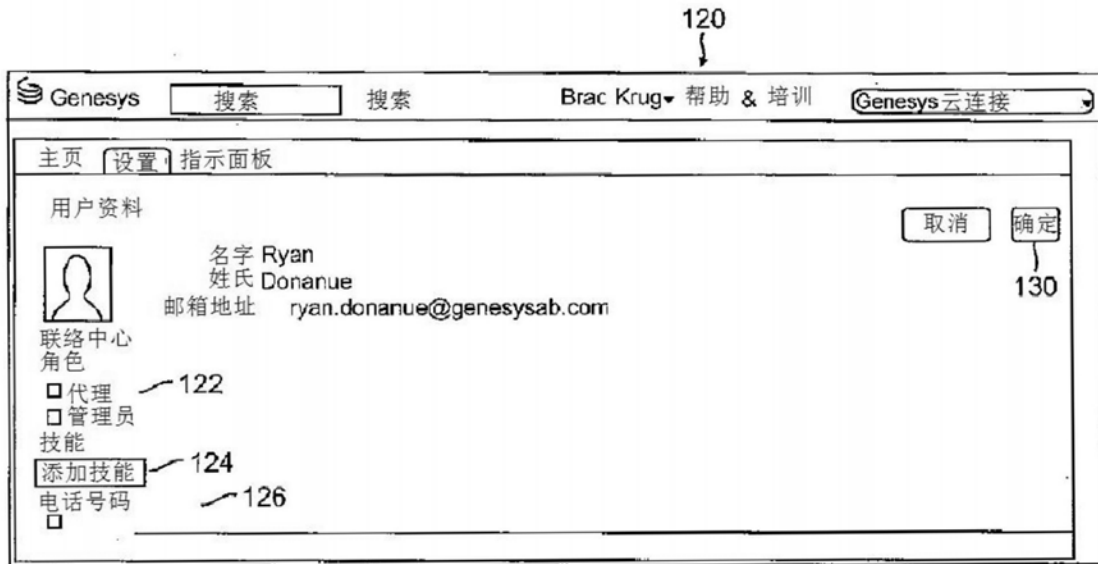 120
Genesys 搜索 搜索 Brac Krug 帮助 & 培训 Genesys云连接
主页 设置 指示面板
用户资料 取消 确定
名字 Ryan
姓氏 Donanue
130
邮箱地址 ryan.donanue@genesysab.com
联络中心
角色
代理 122
管理员
技能
添加技能 124
电话号码 126